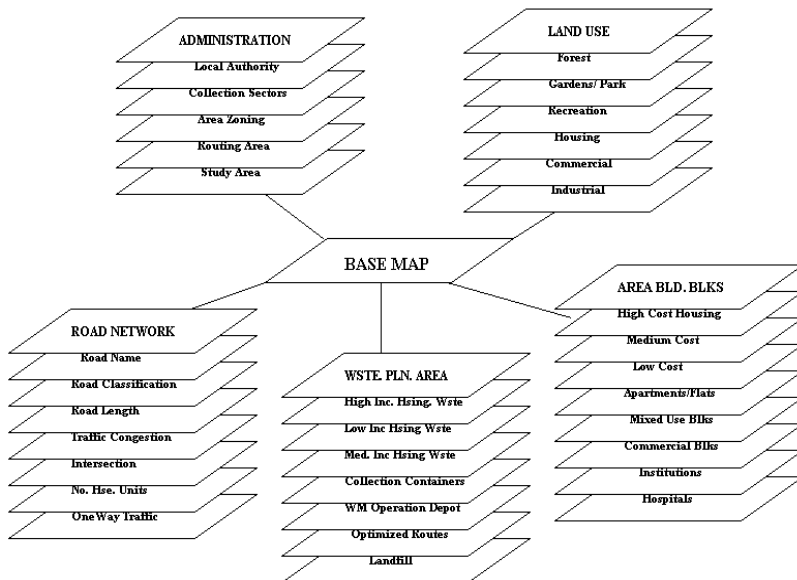 ADMINISTRATION
Local Authority
Collection Sectors
Area Zoning
Routing Area
Study Area
LAND USE
Forest
Gardens/ Park
Recreation
Housing
Commercial
Industrial
BASE MAP
ROAD NETWORK
Road Name
Road Classification
Road Length
Traffic Congestion
Intersection
No. Hse. Units
OneWay Traffic
WSTE. PLN. AREA
High Inc. Hsing. Wste
Low Inc Hsing Wste
Med. Inc Hsing Wste
Collection Containers
WM Operation Depot
Optimized Routes
Landfill
AREA BLD. BLKS
High Cost Housing
Medium Cost
Low Cost
Apartments/Flats
Mixed Use Blks
Commercial Blks
Institutions
Hospitals